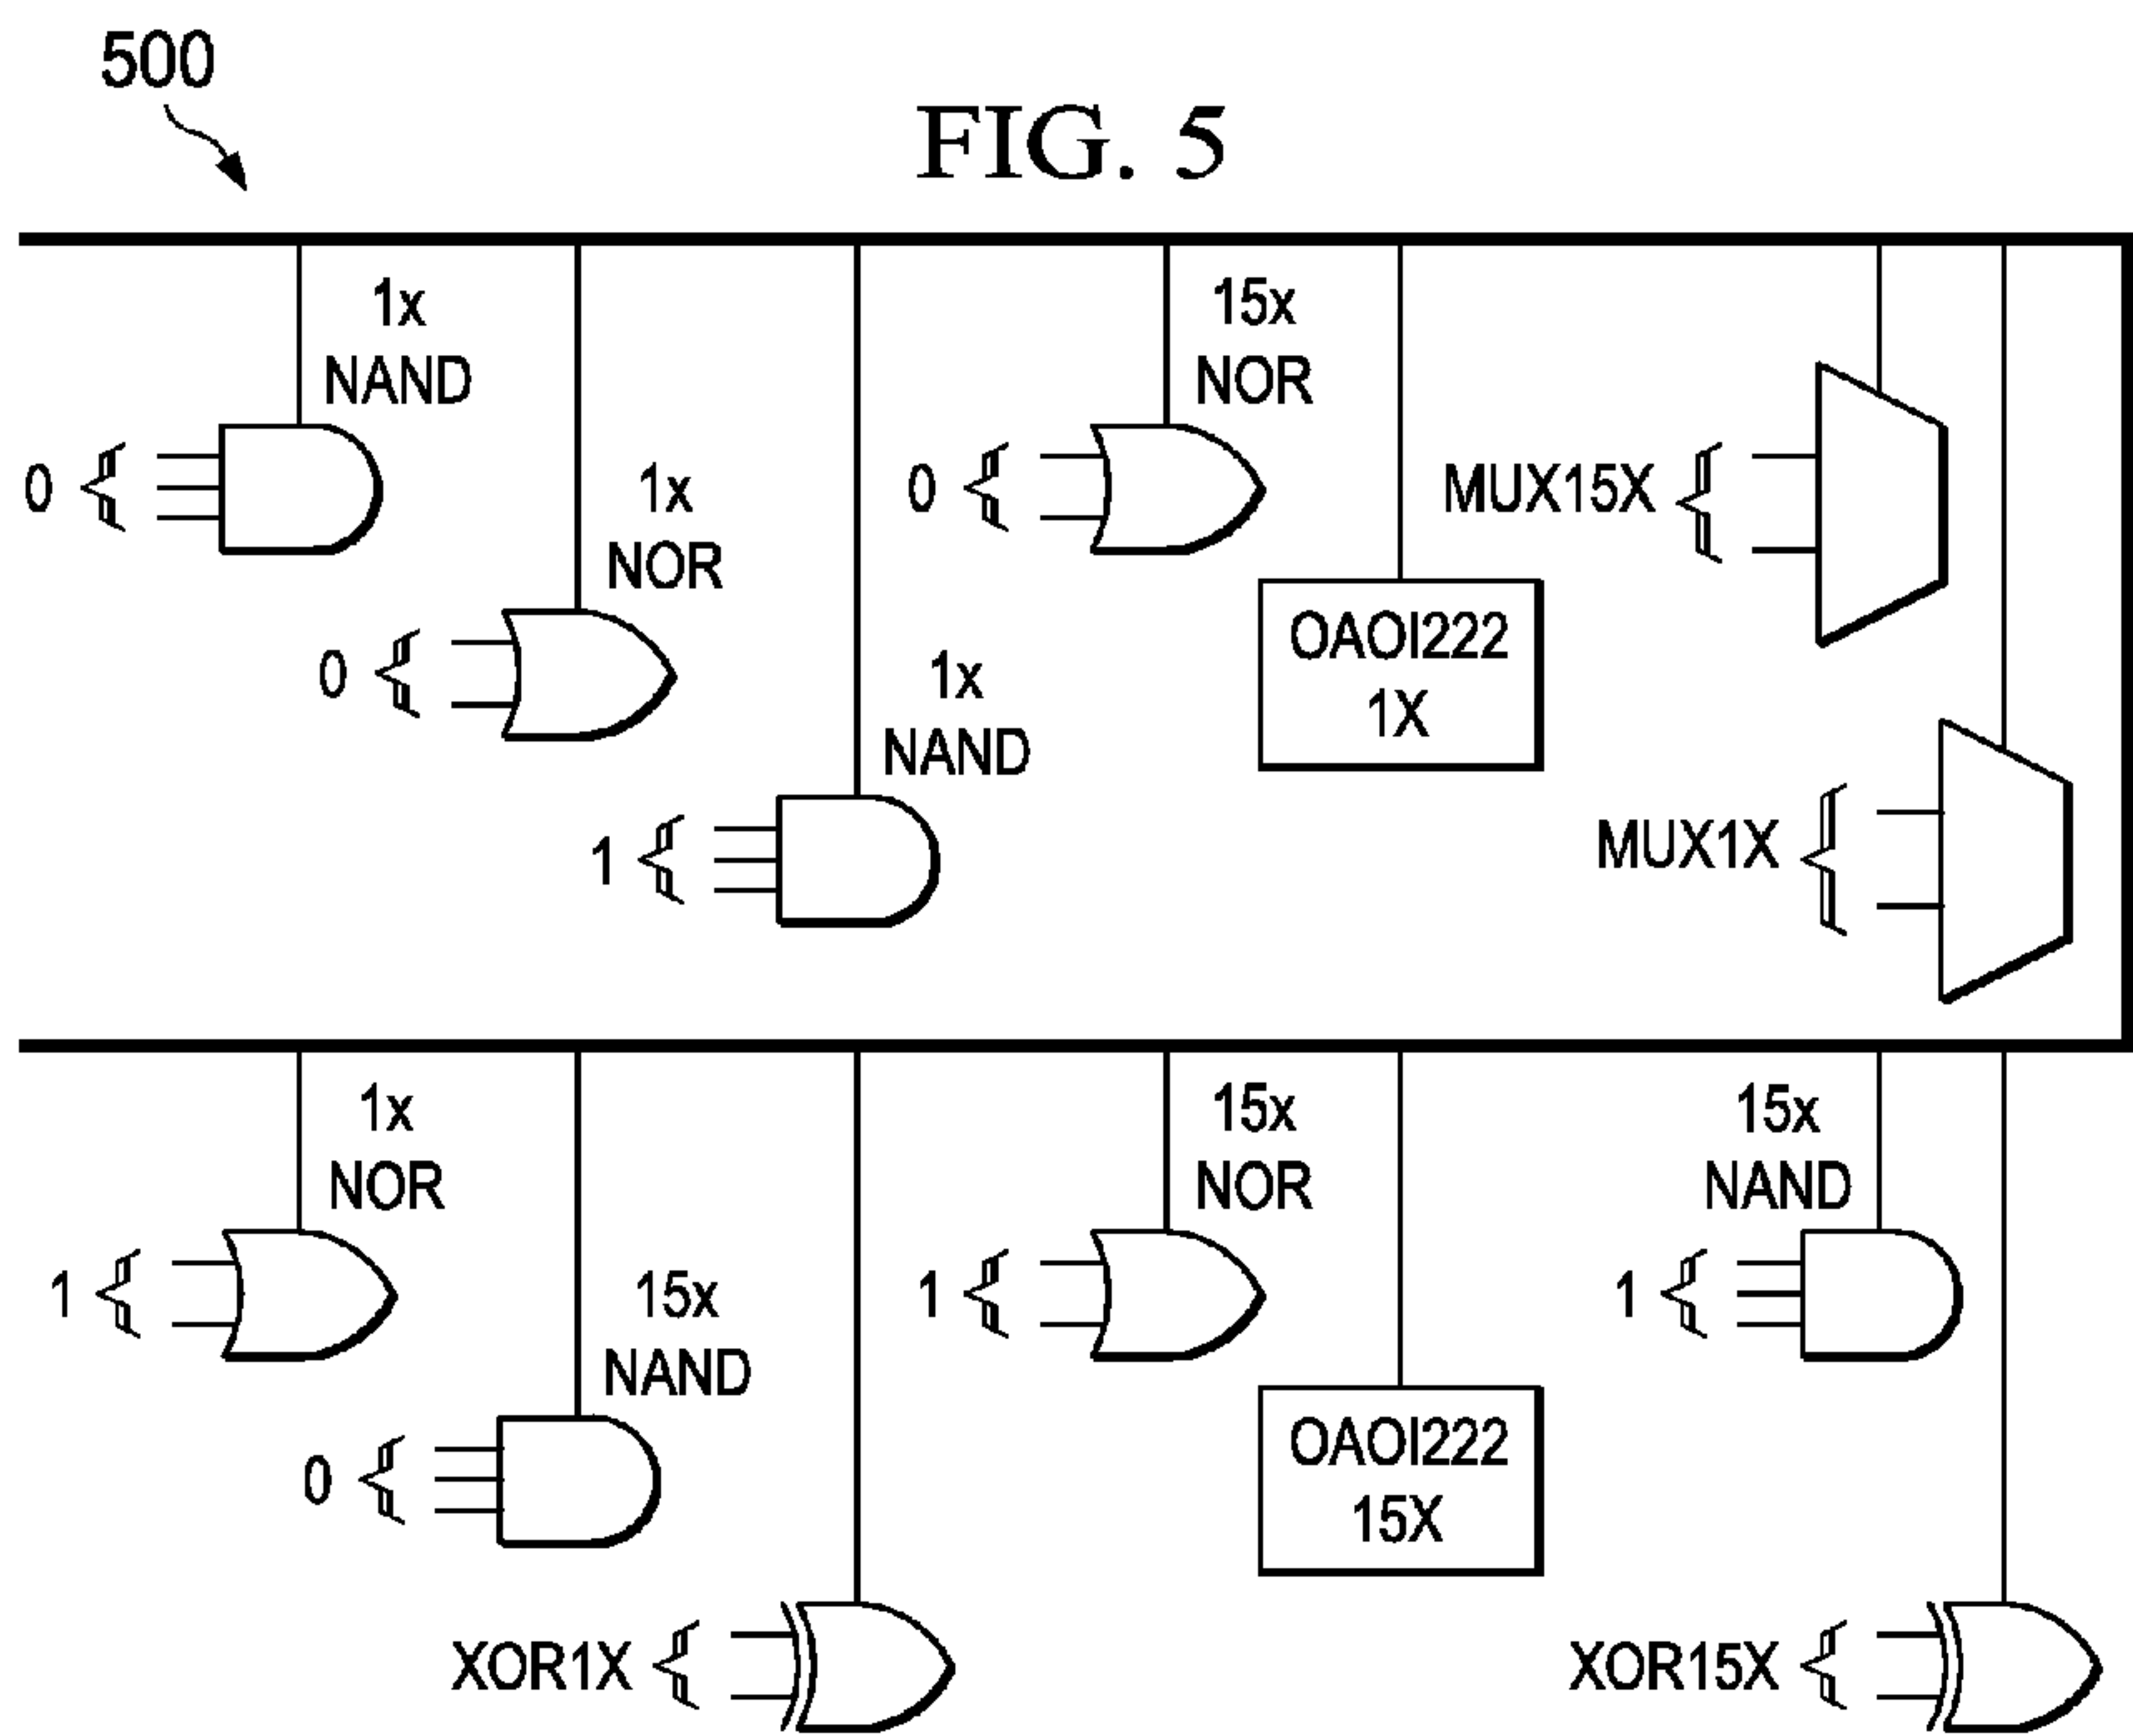 500
FIG. 5
1x
NAND
0
1x
NOR
0
1x
NAND
1
15x
NOR
0
OAOI222
1X
MUX15X
MUX1X
1x
NOR
1
15x
NAND
0
XOR1X
15x
NOR
1
OAOI222
15X
15x
NAND
1
XOR15X